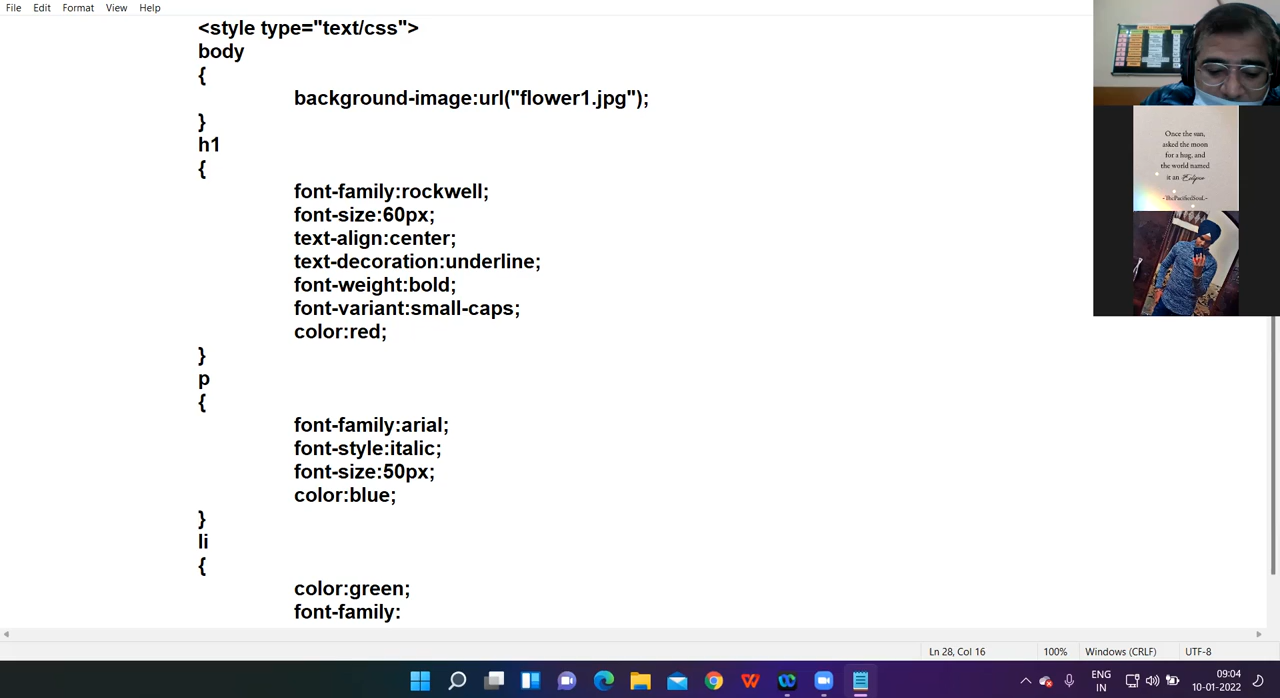 File Edit Format View Help
<style type="text/css">
body
{
background-image:url("flower1.jpg");
}
h1
{
font-family:rockwell;
font-size:60px;
text-align:center;
text-decoration:underline;
font-weight:bold;
font-variant:small-caps;
color:red;
}
p
{
font-family:arial;
font-style:italic;
font-size:50px;
color:blue;
}
li
{
color:green;
font-family:
Once the sun,
asked the moon
for a hug, and
the world named
it an Eclipse
Ln 28, Col 16
100%
Windows (CRLF)
UTF-8
ENG
IN
09:04
10-01-2022